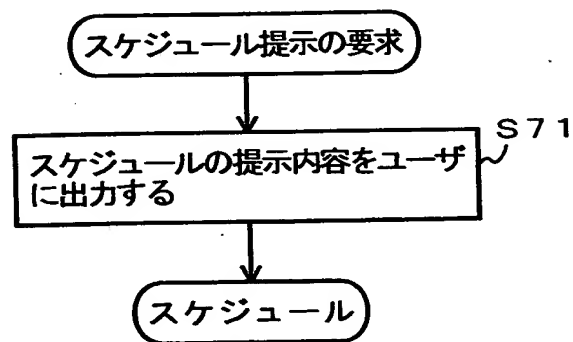 スケジュール提示の要求
S71
スケジュールの提示内容をユーザ
に出力する
スケジュール